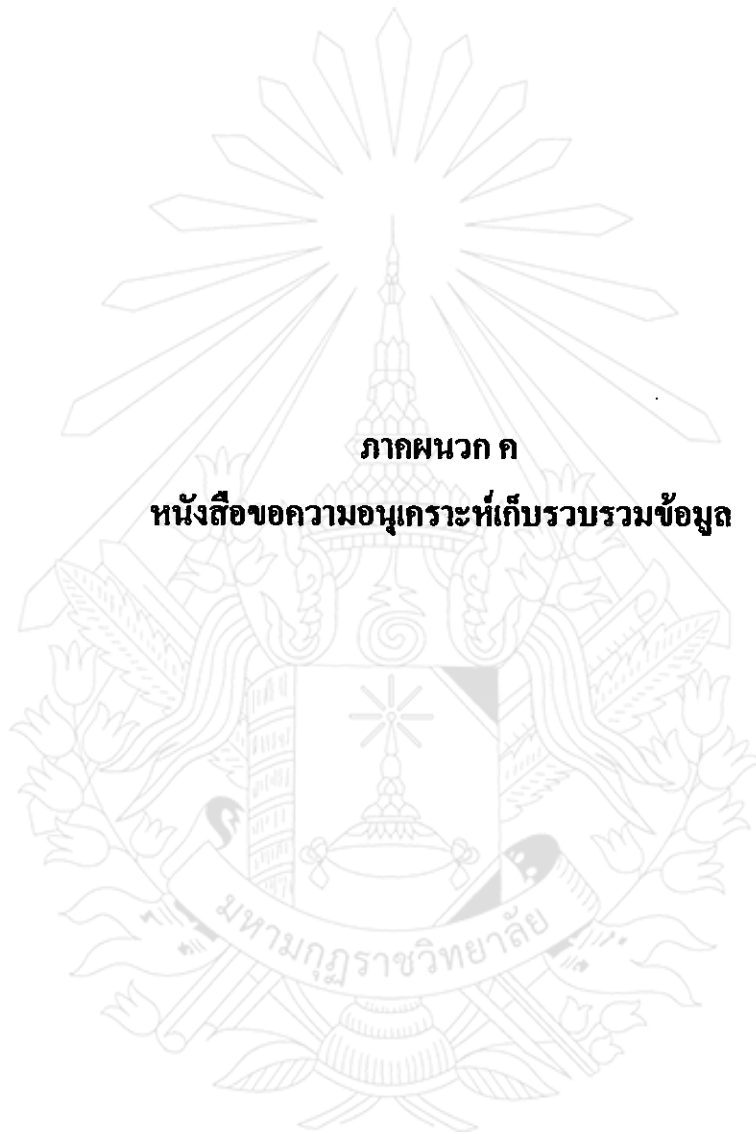 ภาคผนวก ค
หนังสือขอความอนุเคราะห์เก็บรวบรวมข้อมูล
มหามกุฏราชวิทยาลัย